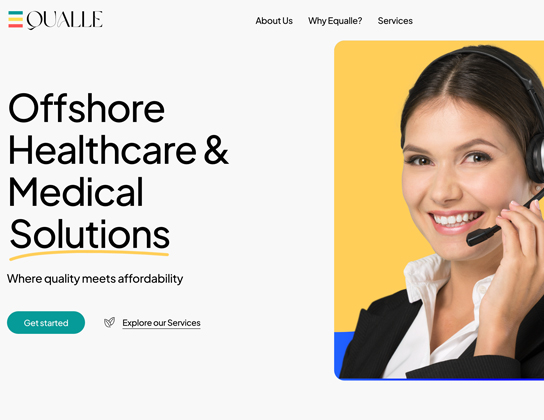 EQUALLE
About Us
Why Equalle?
Services
Offshore
Healthcare &
Medical
Solutions
Where quality meets affordability
Get started
Explore our Services